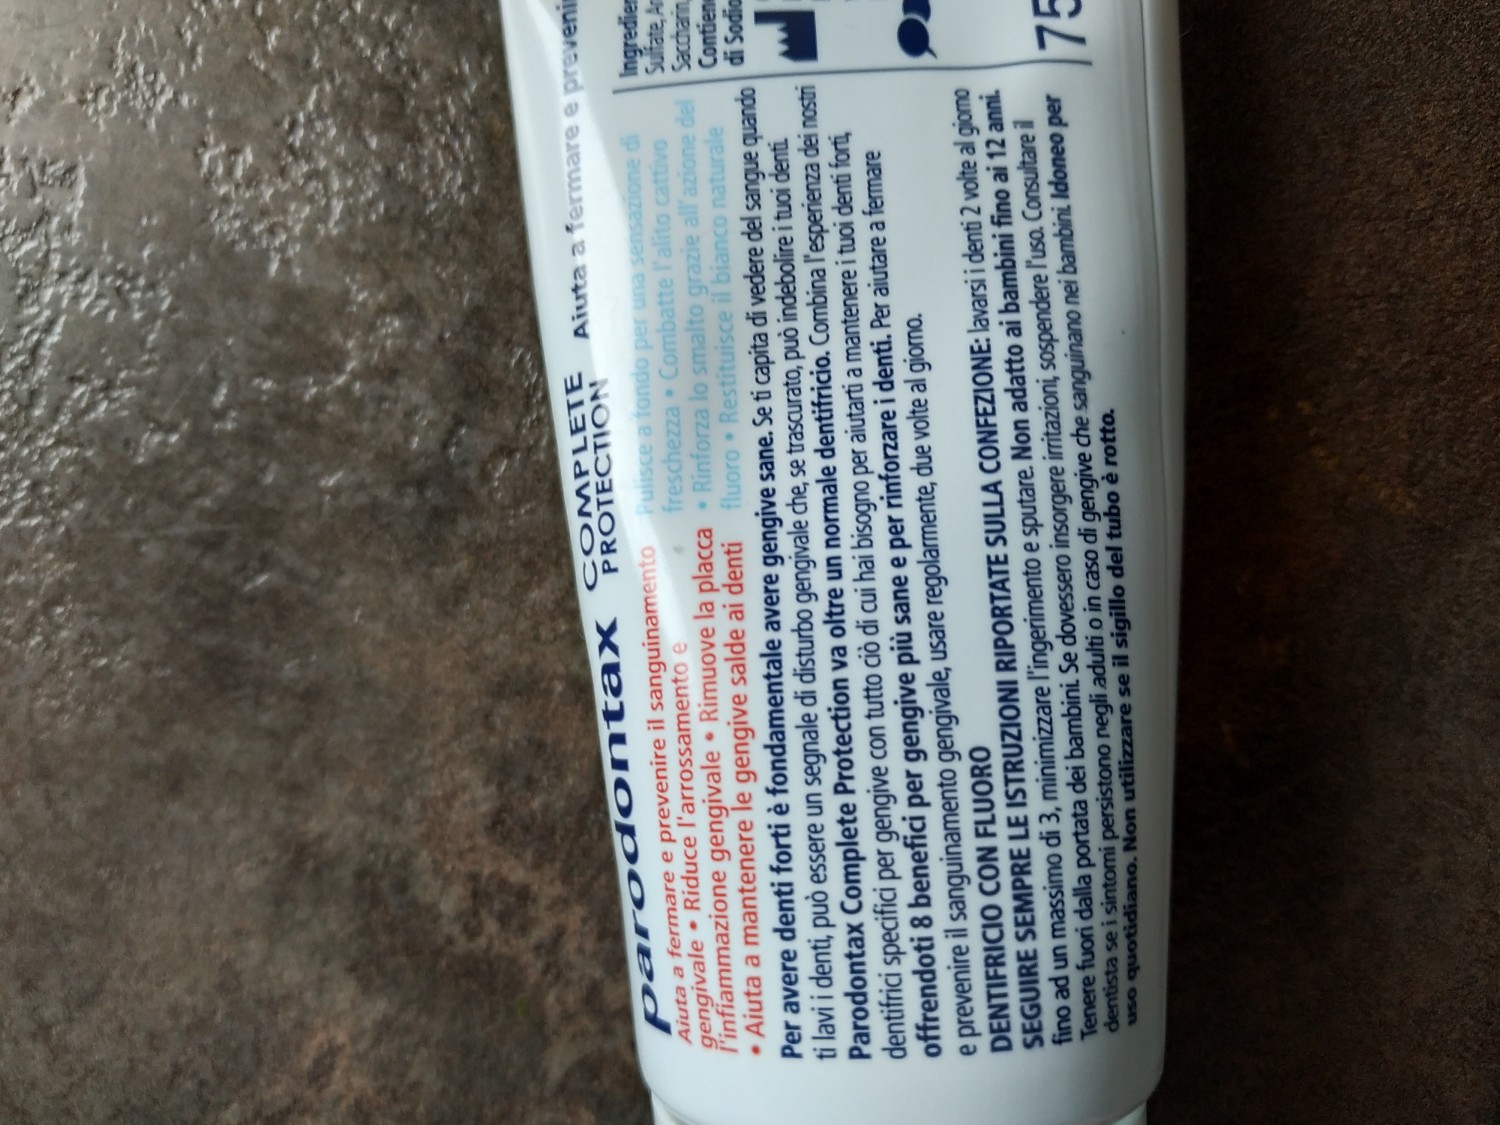 parodontax COMPLETE
PROTECTION
Aiuta a fermare e
Aiuta a fermare e prevenire il sanguinamento
gengivale • Riduce l'arrossamento e
l'infiammazione gengivale • Rimuove la placca
• Aiuta a mantenere le gengive salde ai denti
Pulisce a fondo per una sensazione di
freschezza • Combatte l'alito cattivo
• Rinforza lo smalto grazie all'azione del
fluoro • Restituisce il bianco naturale
Per avere denti forti è fondamentale avere gengive sane. Se ti capita di vedere del sangue quando
ti lavi i denti, può essere un segnale di disturbo gengivale che, se trascurato, può indebolire i tuoi denti.
Parodontax Complete Protection va oltre un normale dentifricio. Combina l'esperienza dei nostri
dentifrici specifici per gengive con tutto ciò di cui hai bisogno per aiutarti a mantenere i tuoi denti forti,
offrendoti 8 benefici per gengive più sane e per rinforzare i denti. Per aiutare a fermare
e prevenire il sanguinamento gengivale, usare regolarmente, due volte al giorno.
DENTIFRICIO CON FLUORO
SEGUIRE SEMPRE LE ISTRUZIONI RIPORTATE SULLA CONFEZIONE: lavarsi i denti 2 volte al giorno
fino ad un massimo di 3, minimizzare l'ingerimento e sputare. Non adatto ai bambini fino ai 12 anni.
Tenere fuori dalla portata dei bambini. Se dovessero insorgere irritazioni, sospendere l'uso. Consultare il
dentista se i sintomi persistono negli adulti o in caso di gengive che sanguinano nei bambini. Idoneo per
uso quotidiano. Non utilizzare se il sigillo del tubo è rotto.
Sulfate,
Saccharin,
di Sodio
75